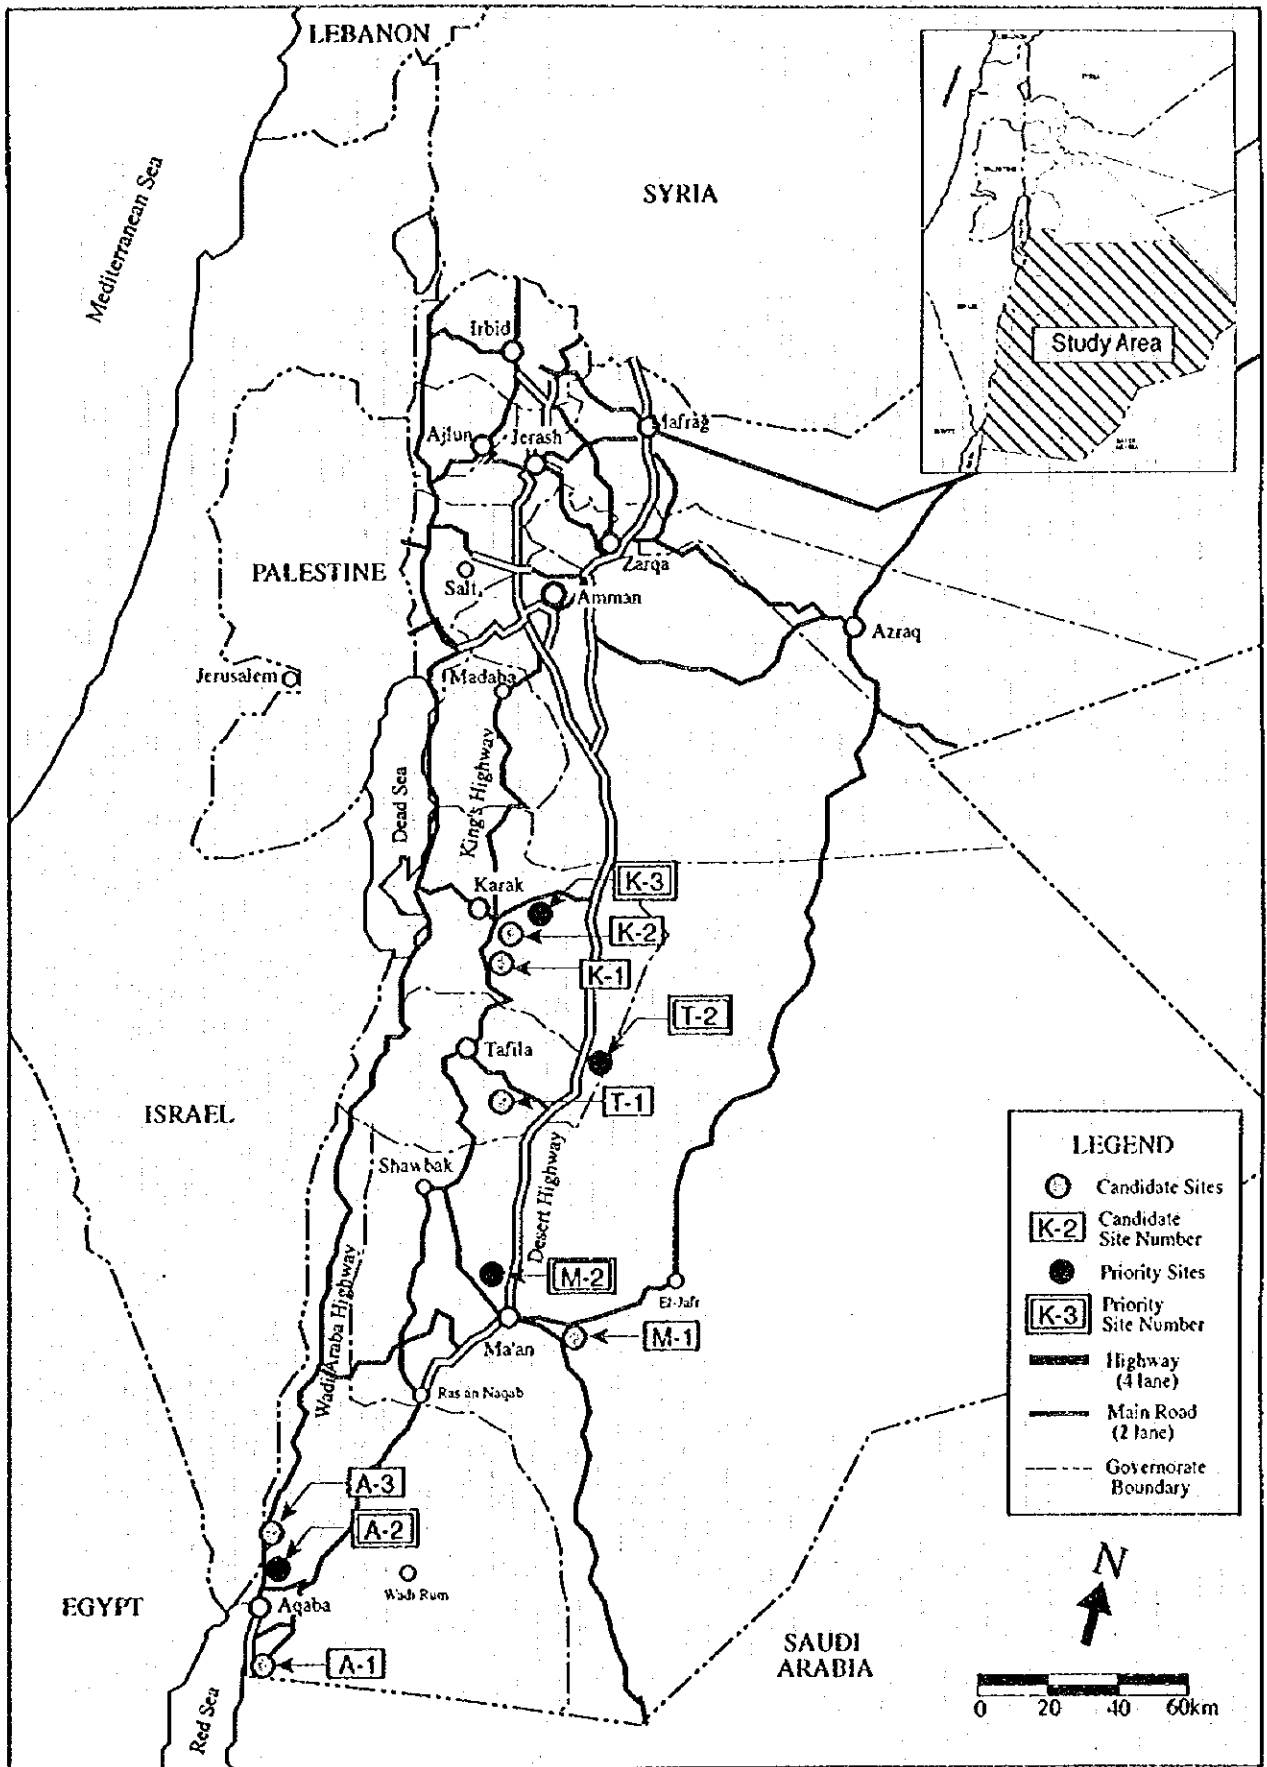 LEBANON
Mediterranean Sea
SYRIA
Study Area
Irbid
Mafrag
Ajlun
Jerash
Zarqa
PALESTINE
Salt
Amman
Azraq
Jerusalem
Madaba
Dead Sea
King's Highway
Karak
K-3
K-2
K-1
T-2
Tafila
T-1
ISRAEL
Shawbak
Desert Highway
M-2
El-Jafr
Ma'an
M-1
Wadi Araba Highway
Ras an Naqab
A-3
A-2
Wadi Rum
EGYPT
Aqaba
A-1
Red Sea
SAUDI
ARABIA
LEGEND
Candidate Sites
K-2 Candidate
Site Number
Priority Sites
K-3 Priority
Site Number
Highway
(4 lane)
Main Road
(2 lane)
Governorate
Boundary
N
0 20 40 60km